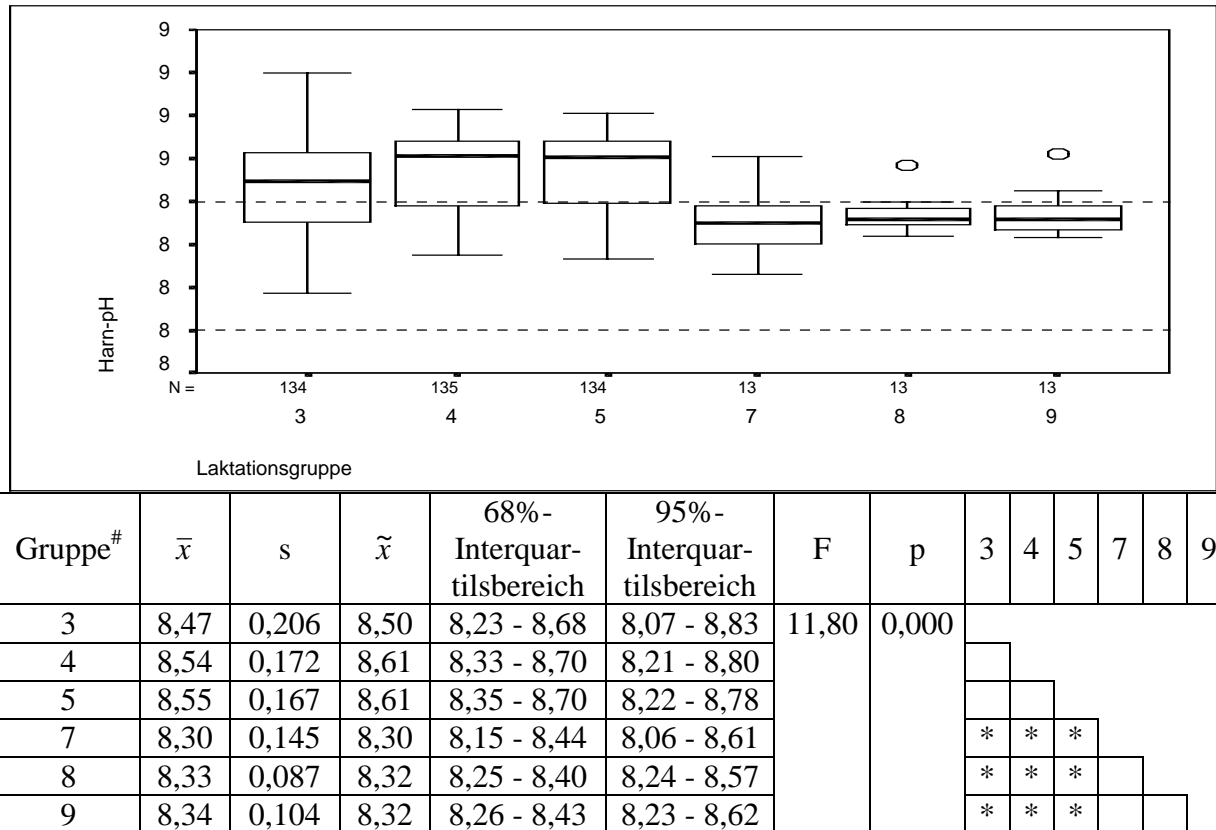 9
9
9
9
8
8
8
8
8
Harn-pH
N = 134 135 134 13 13 13
3 4 5 7 8 9
Laktationsgruppe
Gruppe# x̅ s x̃ 68%-Interquar-tilsbereich 95%-Interquar-tilsbereich F p 3 4 5 7 8 9
3 8,47 0,206 8,50 8,23 - 8,68 8,07 - 8,83 11,80 0,000
4 8,54 0,172 8,61 8,33 - 8,70 8,21 - 8,80
5 8,55 0,167 8,61 8,35 - 8,70 8,22 - 8,78
7 8,30 0,145 8,30 8,15 - 8,44 8,06 - 8,61 * * *
8 8,33 0,087 8,32 8,25 - 8,40 8,24 - 8,57 * * *
9 8,34 0,104 8,32 8,26 - 8,43 8,23 - 8,62 * * *